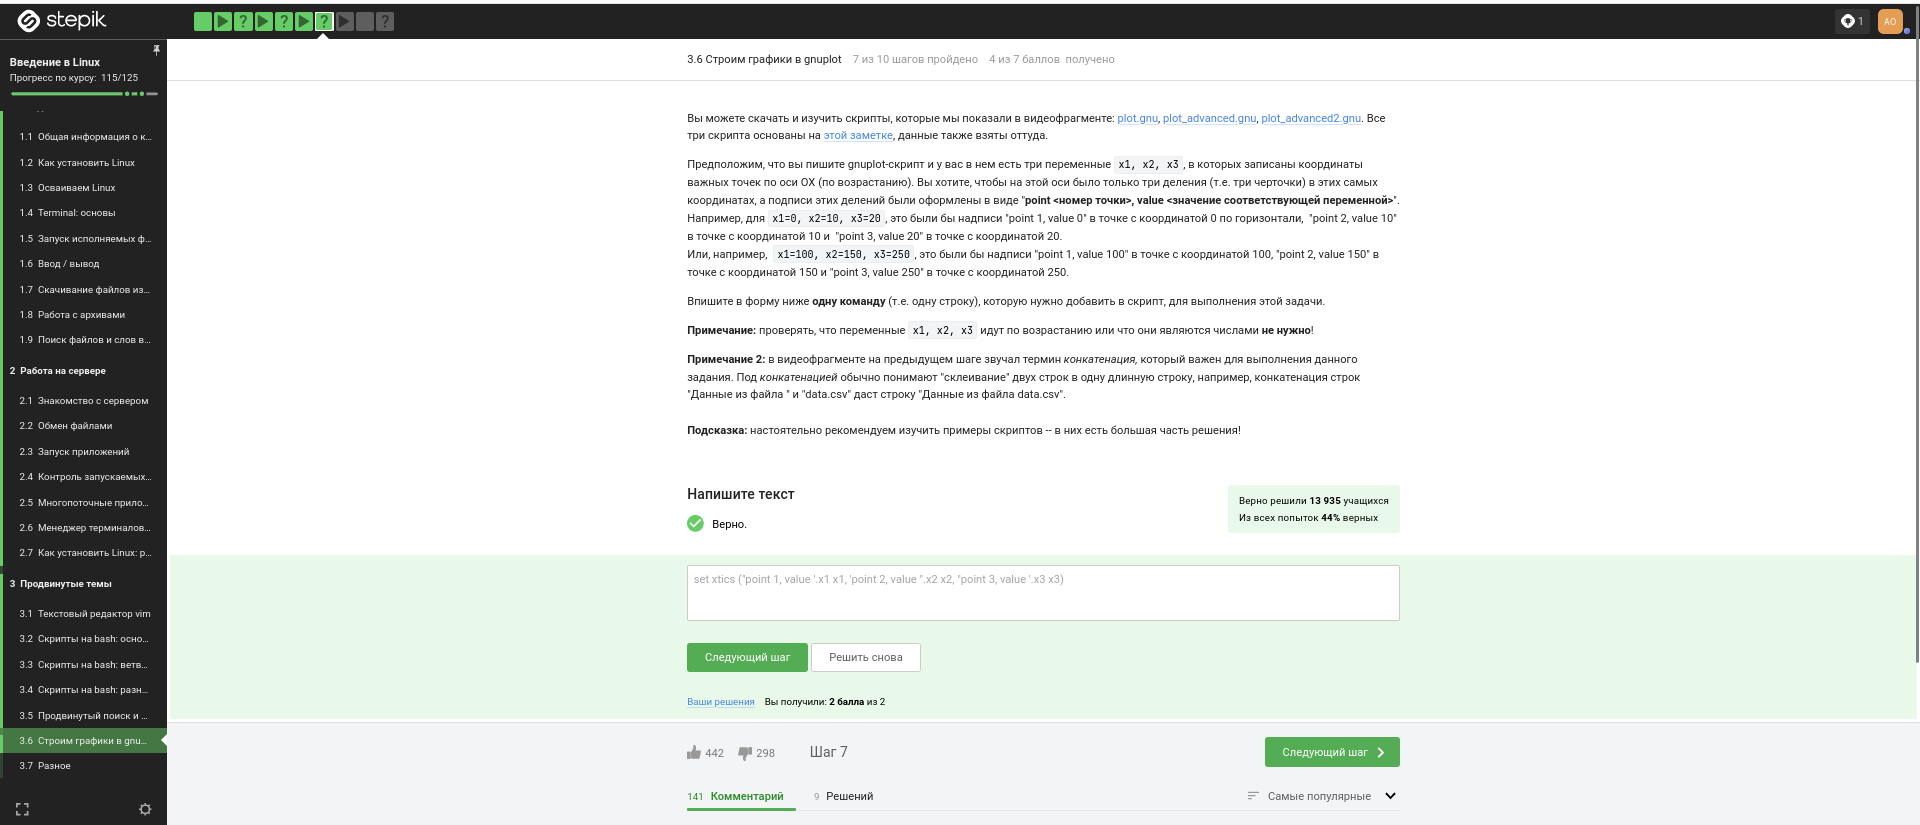 stepik
1
AO
Введение в Linux
Прогресс по курсу: 115/125
1.1 Общая информация о к...
1.2 Как установить Linux
1.3 Осваиваем Linux
1.4 Terminal: основы
1.5 Запуск исполняемых ф...
1.6 Ввод / вывод
1.7 Скачивание файлов из...
1.8 Работа с архивами
1.9 Поиск файлов и слов в...
2 Работа на сервере
2.1 Знакомство с сервером
2.2 Обмен файлами
2.3 Запуск приложений
2.4 Контроль запускаемых...
2.5 Многопоточные прило...
2.6 Менеджер терминалов...
2.7 Как установить Linux: р...
3 Продвинутые темы
3.1 Текстовый редактор vim
3.2 Скрипты на bash: осно...
3.3 Скрипты на bash: ветв...
3.4 Скрипты на bash: разн...
3.5 Продвинутый поиск и ...
3.6 Строим графики в gnu...
3.7 Разное
3.6 Строим графики в gnuplot 7 из 10 шагов пройдено 4 из 7 баллов получено
Вы можете скачать и изучить скрипты, которые мы показали в видеофрагменте: plot.gnu, plot_advanced.gnu, plot_advanced2.gnu. Все
три скрипта основаны на этой заметке, данные также взяты оттуда.
Предположим, что вы пишите gnuplot-скрипт и у вас в нем есть три переменные x1, x2, x3, в которых записаны координаты
важных точек по оси OX (по возрастанию). Вы хотите, чтобы на этой оси было только три деления (т.е. три черточки) в этих самых
координатах, а подписи этих делений были оформлены в виде "point <номер точки>, value <значение соответствующей переменной>".
Например, для x1=0, x2=10, x3=20, это были бы надписи "point 1, value 0" в точке с координатой 0 по горизонтали, "point 2, value 10"
в точке с координатой 10 и "point 3, value 20" в точке с координатой 20.
Или, например, x1=100, x2=150, x3=250, это были бы надписи "point 1, value 100" в точке с координатой 100, "point 2, value 150" в
точке с координатой 150 и "point 3, value 250" в точке с координатой 250.
Впишите в форму ниже одну команду (т.е. одну строку), которую нужно добавить в скрипт, для выполнения этой задачи.
Примечание: проверять, что переменные x1, x2, x3 идут по возрастанию или что они являются числами не нужно!
Примечание 2: в видеофрагменте на предыдущем шаге звучал термин конкатенация, который важен для выполнения данного
задания. Под конкатенацией обычно понимают "склеивание" двух строк в одну длинную строку, например, конкатенация строк
"Данные из файла " и "data.csv" даст строку "Данные из файла data.csv".
Подсказка: настоятельно рекомендуем изучить примеры скриптов -- в них есть большая часть решения!
Напишите текст
Верно.
Верно решили 13 935 учащихся
Из всех попыток 44% верных
set xtics ("point 1, value '.x1 x1, 'point 2, value ".x2 x2, "point 3, value '.x3 x3)
Следующий шаг Решить снова
Ваши решения Вы получили: 2 балла из 2
442 298 Шаг 7 Следующий шаг
141 Комментарий 9 Решений Самые популярные